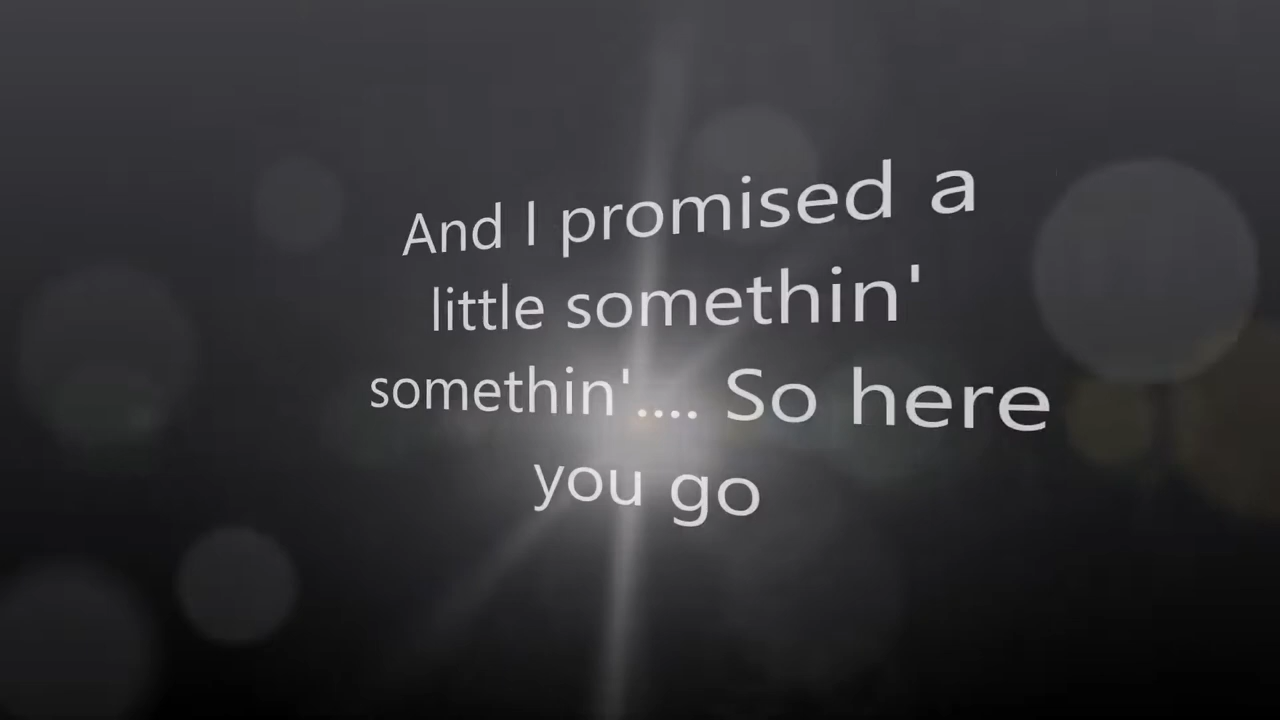 And I promised a
little somethin'
somethin'.... So here
you go